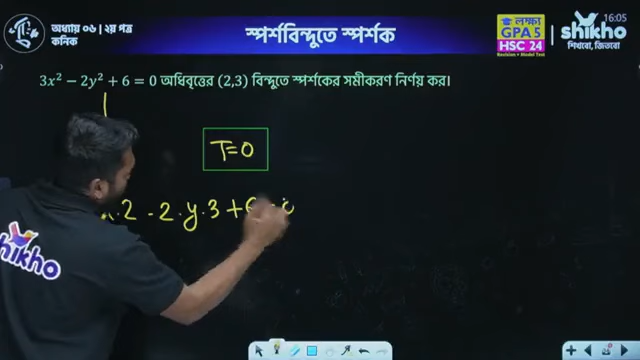 অধ্যায় ০৬ | ২য় পত্র
কনিক
স্পর্শবিন্দুতে স্পর্শক
লক্ষ্য
GPA 5
HSC 24
Revision + Model Test
16:05
shikho
শিখবো, জিতবো
3x² − 2y² + 6 = 0 অধিবৃত্তের (2,3) বিন্দুতে স্পর্শকের সমীকরণ নির্ণয় কর।
T=0
.2 - 2.y.3 +
shikho